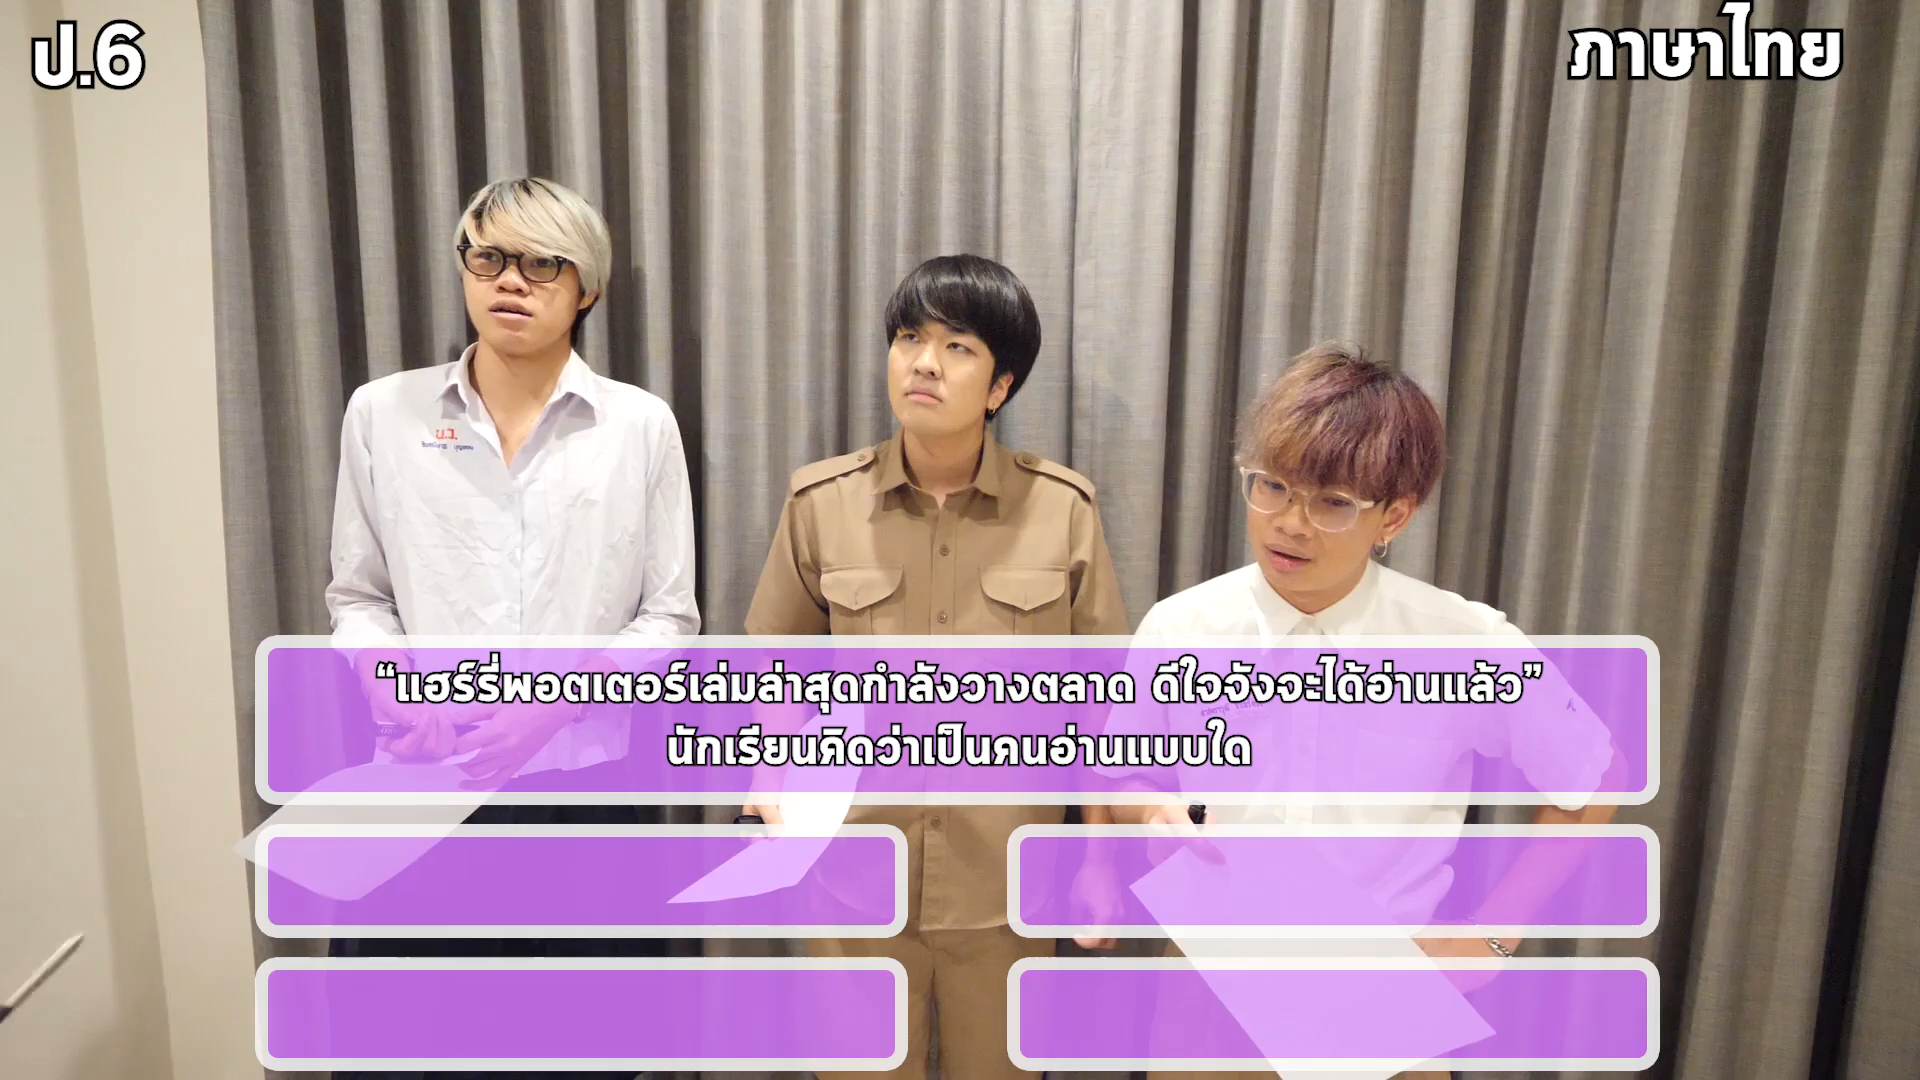 ป.6
ภาษาไทย
น.ว.
“แฮร์รี่พอตเตอร์เล่มล่าสุดกำลังวางตลาด ดีใจจังจะได้อ่านแล้ว”
นักเรียนคิดว่าเป็นคนอ่านแบบใด